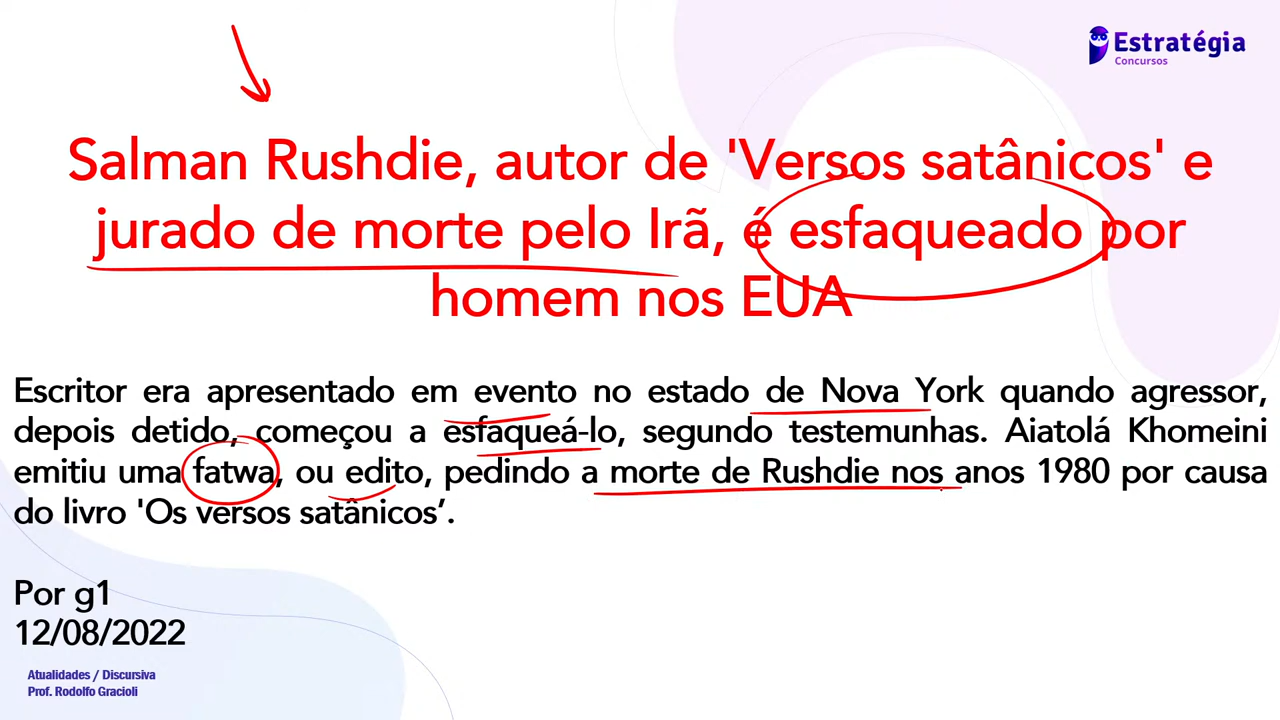 Estratégia
Concursos
Salman Rushdie, autor de 'Versos satânicos' e
jurado de morte pelo Irã, é esfaqueado por
homem nos EUA
Escritor era apresentado em evento no estado de Nova York quando agressor,
depois detido, começou a esfaqueá-lo, segundo testemunhas. Aiatolá Khomeini
emitiu uma fatwa, ou edito, pedindo a morte de Rushdie nos anos 1980 por causa
do livro 'Os versos satânicos’.
Por g1
12/08/2022
Atualidades / Discursiva
Prof. Rodolfo Gracioli